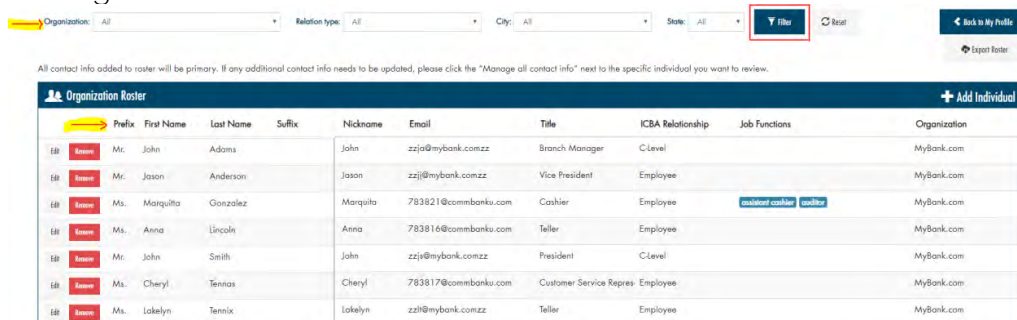 Organization: All Relation type: All City: All State: All Filter Reset Back to My Profile
Export Roster
All contact info added to roster will be primary. If any additional contact info needs to be updated, please click the "Manage all contact info" next to the specific individual you want to review.
Organization Roster + Add Individual
Prefix First Name Last Name Suffix Nickname Email Title ICBA Relationship Job Functions Organization
Edit Remove Mr. John Adams John zzja@mybank.comzz Branch Manager C-Level MyBank.com
Edit Remove Mr. Jason Anderson Jason zzjj@mybank.comzz Vice President Employee MyBank.com
Edit Remove Ms. Marquita Gonzalez Marquita 783821@commbanku.com Cashier Employee assistant cashier auditor MyBank.com
Edit Remove Ms. Anna Lincoln Anna 783816@commbanku.com Teller Employee MyBank.com
Edit Remove Mr. John Smith John zzjs@mybank.comzz President C-Level MyBank.com
Edit Remove Ms. Cheryl Tennas Cheryl 783817@commbanku.com Customer Service Repres Employee MyBank.com
Edit Remove Ms. Lakelyn Tennix Lakelyn zzlt@mybank.comzz Teller Employee MyBank.com